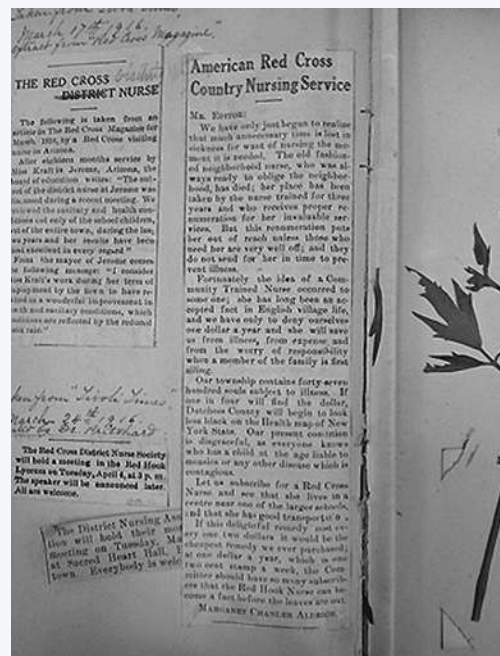 Taken from Tivoli Times,
March 17th 1916,
extract from "Red Cross Magazine."
THE RED CROSS visiting
DISTRICT NURSE
The following is taken from an
article in The Red Cross Magazine for
March 1916, by a Red Cross visiting
nurse in Arizona.
After eighteen months service by
Miss Kraft in Jerome, Arizona, the
board of education writes: "The sub-
ect of the district nurse at Jerome was
discussed during a recent meeting. We
reviewed the sanitary and health con-
ditions not only of the school children,
but of the entire town, during the last
two years and her results have been
most excellent in every regard."
From the mayor of Jerome comes
the following message: "I consider
Miss Kraft's work during her term of
employment by the town to have re-
sulted in a wonderful improvement in
health and sanitary conditions, which
conditions are reflected by the reduced
rate."
Taken from "Tivoli Times"
March 24th 1916.
The Red Cross District Nurse Society
will hold a meeting in the Red Hook
Lyceum on Tuesday, April 4, at 3 p. m.
The speaker will be announced later.
All are welcome.
The District Nursing Ass
tion will hold their mo
meeting on Tuesday, Ma
at Sacred Heart Hall,
town. Everybody is welc
American Red Cross
Country Nursing Service
MR. EDITOR:
We have only just begun to realize
that much unnecessary time is lost in
sickness for want of nursing the mo-
ment it is needed. The old fashion-
ed neighborhood nurse, who was al-
ways ready to oblige the neighbor-
hood, has died; her place has been
taken by the nurse trained for three
years and who receives proper re-
numeration for her invaluable ser-
vices. But this renumeration puts
her out of reach unless those who
need her are very well off; and they
do not send for her in time to pre-
vent illness.
Fortunately the idea of a Com-
munity Trained Nurse occurred to
some one; she has long been an ac-
cepted fact in English village life,
and we have only to deny ourselves
one dollar a year and she will save
us from illness, from expense and
from the worry of responsibility
when a member of the family is first
ailing.
Our township contains forty-seven
hundred souls subject to illness. If
one in four will find the dollar,
Dutchess County will begin to look
less black on the Health map of New
York State. Our present condition
is disgraceful, as everyone knows
who has a child at the age liable to
measles or any other disease which is
contagious.
Let us subscribe for a Red Cross
Nurse and see that she lives in a
centre near one of the larger schools,
and that she has good transportatio .
If this delightful remedy cost ev-
ery one two dollars it would be the
cheapest remedy we ever purchased;
at one dollar a year, which is one
two cent stamp a week, the Com-
mittee should have so many subscrib-
ers that the Red Hook Nurse can be-
come a fact before the leaves are out.
MARGARET CHANLER ALDRICH.